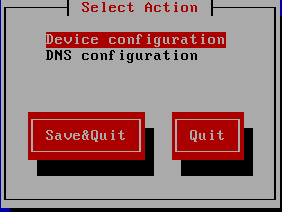 Select Action
Device configuration
DNS configuration
Save&Quit
Quit